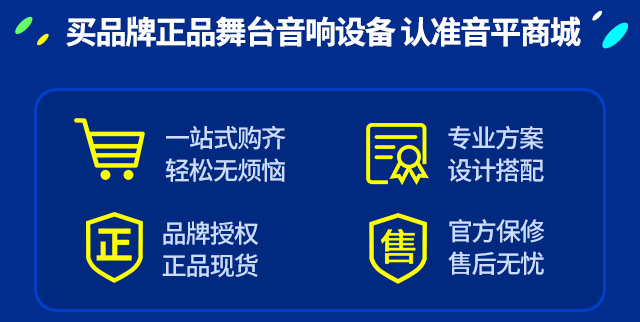 买品牌正品舞台音响设备 认准音平商城
一站式购齐
轻松无烦恼
专业方案
设计搭配
正
品牌授权
正品现货
售
官方保修
售后无忧